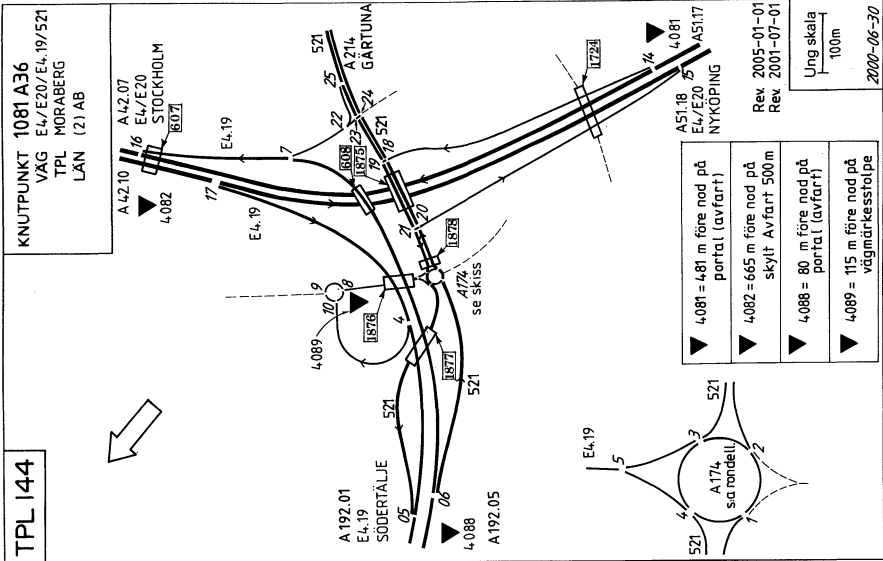 TPL 144
KNUTPUNKT 1081 A36
VÄG E4/E20/E4.19/521
TPL MORABERG
LÄN (2) AB
A 42.10
4.082
A 42.07
E4/E20
STOCKHOLM
16
607
17
E4.19
E4.19
7
22
23
24
25
521
A 214
GÄRTUNA
608
1875
19
18
521
21
20
1878
A174
se skiss
9
8
10
4089
1876
4
1877
521
521
A192.01
E4.19
SÖDERTÄLJE
05
06
4088
A192.05
1724
14
15
4081
A51.17
A51.18
E4/E20
NYKÖPING
Rev. 2005-01-01
Rev. 2001-07-01
Ung skala
100m
2000-06-30
4081 = 481 m före nod på
portal (avfart)
4082 = 665 m före nod på
skylt Avfart 500m
4088 = 80 m före nod på
portal (avfart)
4089 = 115 m före nod på
vägmärkesstolpe
E4.19
5
4
3
A174
s:a rondell.
1
2
521
521